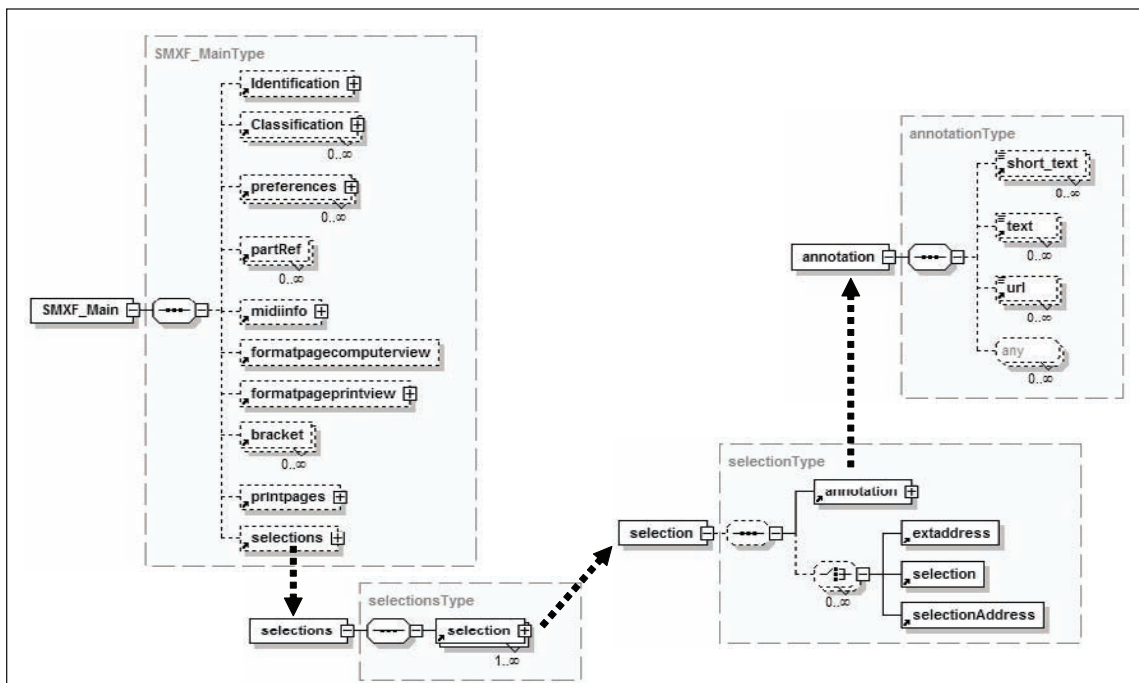 SMXF_MainType
Identification
Classification
0..∞
preferences
0..∞
partRef
0..∞
SMXF_Main
midiinfo
formatpagecomputerview
formatpageprintview
bracket
0..∞
printpages
selections
selections
selectionsType
selection
1..∞
selection
selectionType
annotation
0..∞
extaddress
selection
selectionAddress
annotation
annotationType
short_text
0..∞
text
0..∞
url
0..∞
any
0..∞